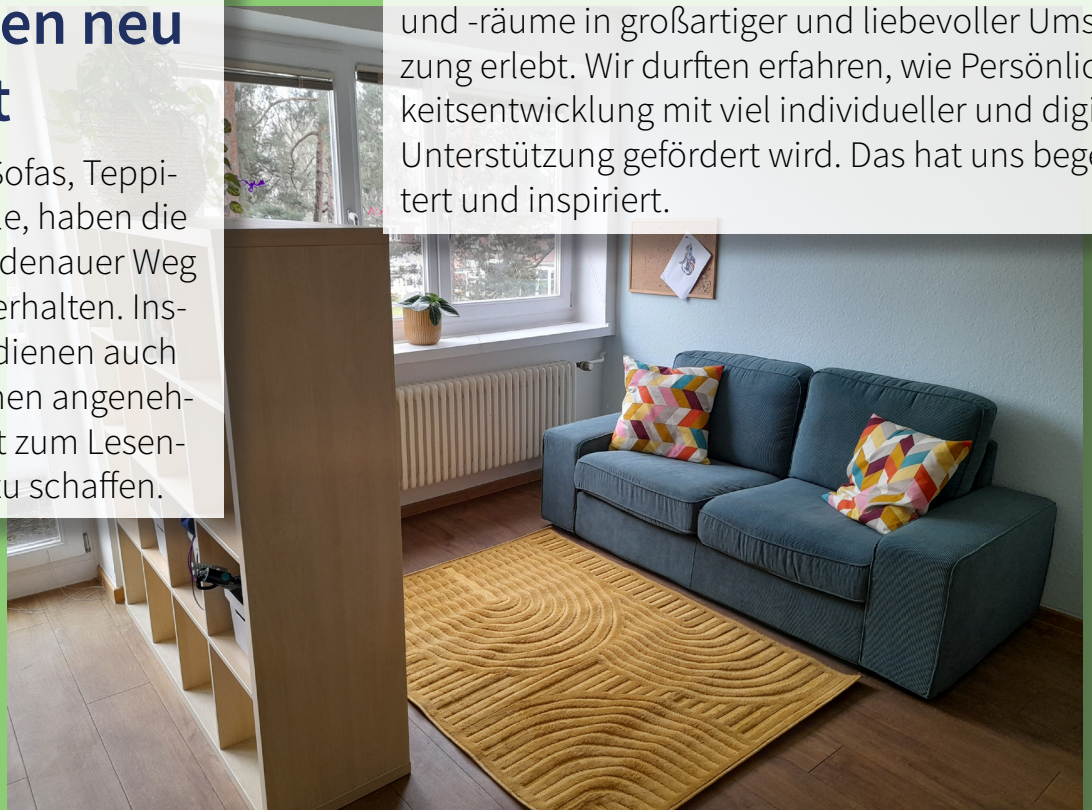 en neu
t
Sofas, Teppi-
e, haben die
denauer Weg
erhalten. Ins-
dienen auch
nen angeneh-
t zum Lesen-
zu schaffen.
und -räume in großartiger und liebevoller Ums
zung erlebt. Wir durften erfahren, wie Persönlic
keitsentwicklung mit viel individueller und digi
Unterstützung gefördert wird. Das hat uns bege
tert und inspiriert.